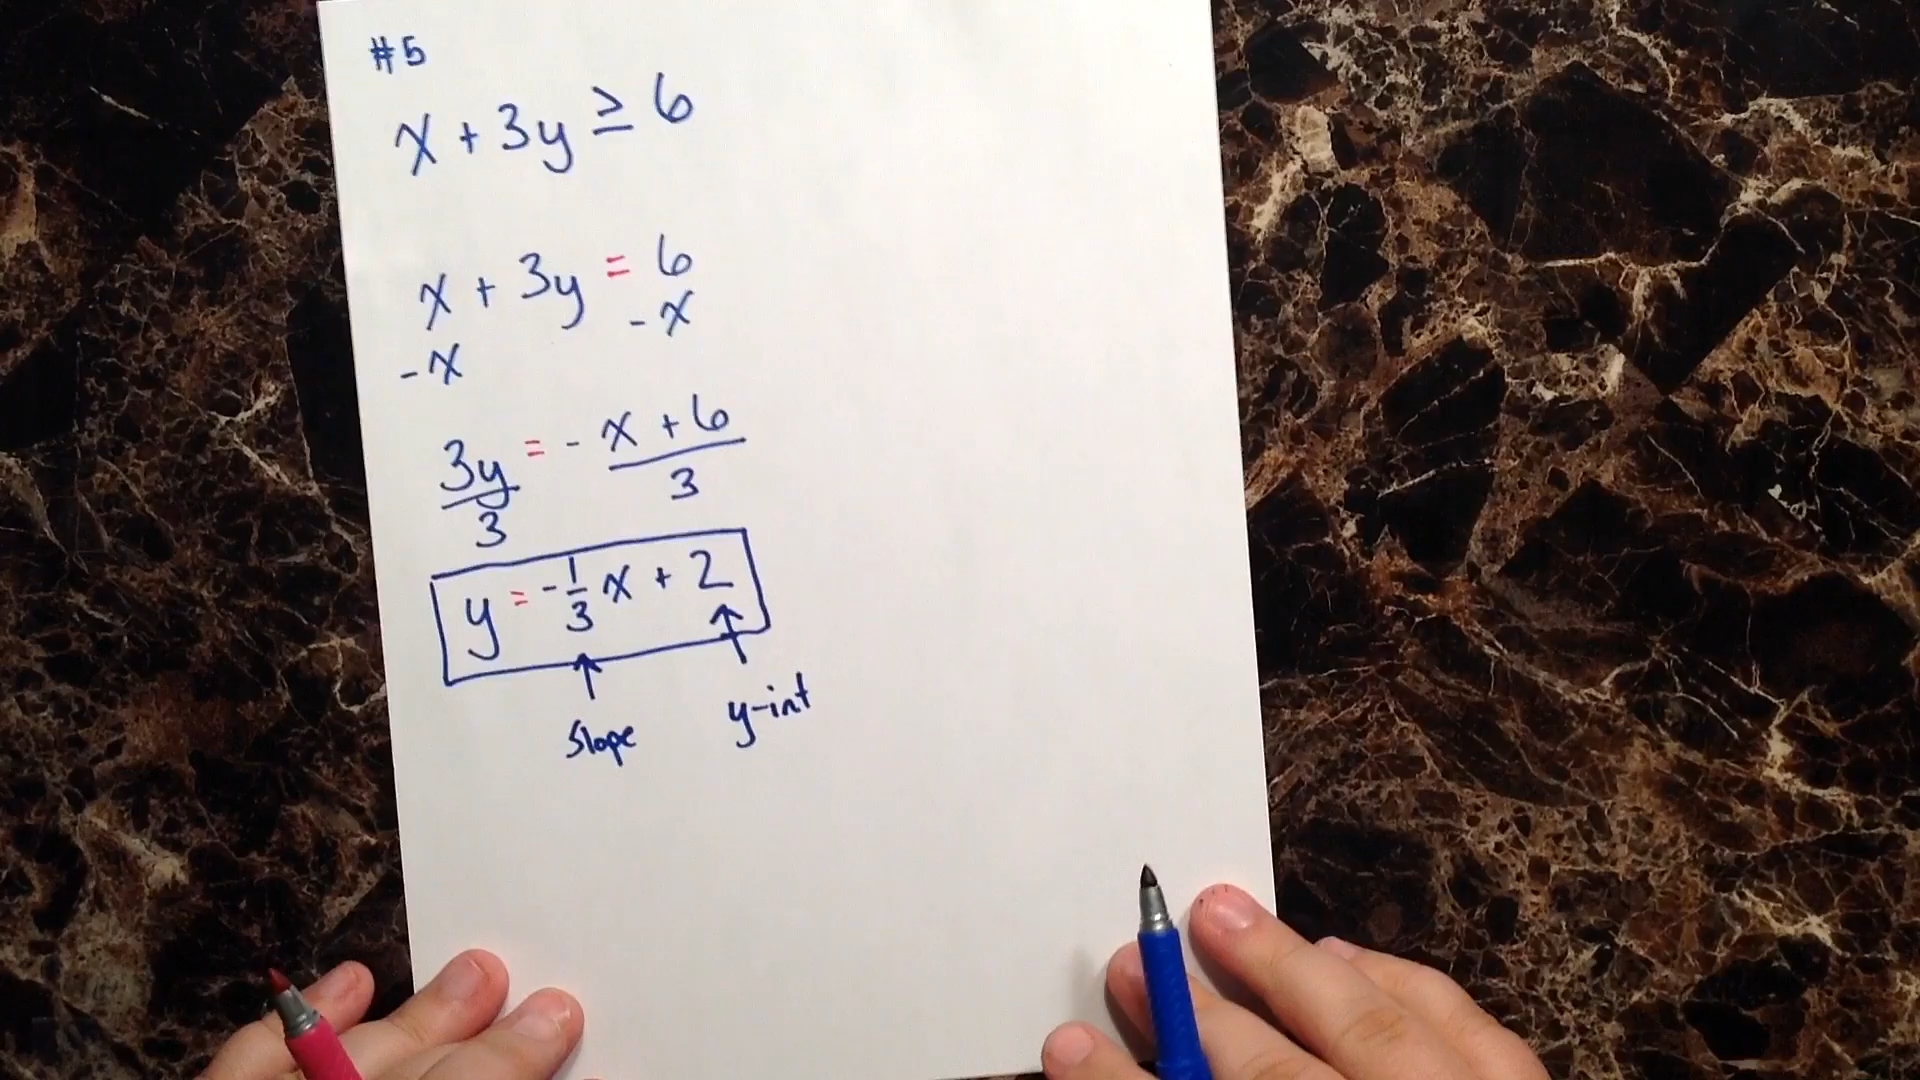 #5
x + 3y ≥ 6
x + 3y = 6
-x -x
3y/3 = -x + 6/3
y = -1/3 x + 2
slope y-int